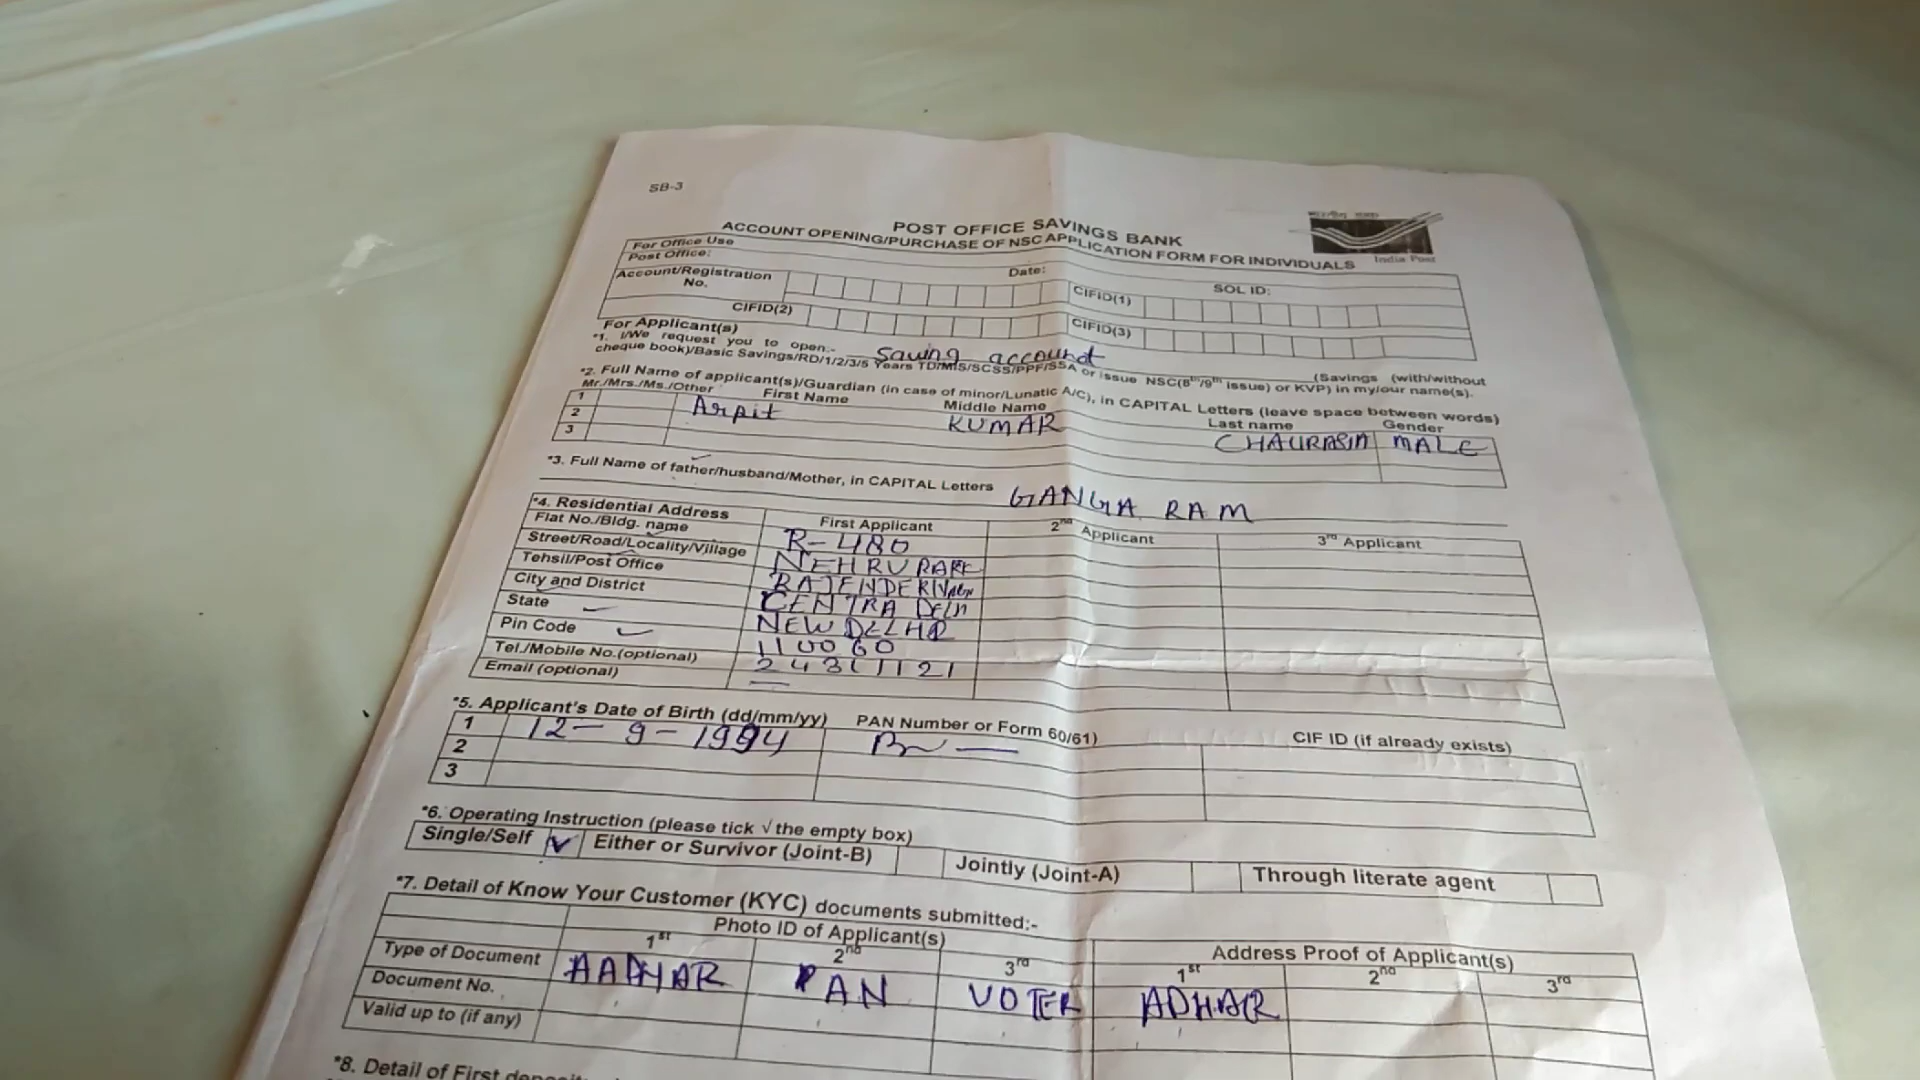 SB-3
POST OFFICE SAVINGS BANK
ACCOUNT OPENING/PURCHASE OF NSC APPLICATION FORM FOR INDIVIDUALS
India Post
For Office Use
Post Office: Date: SOL ID:
Account/Registration No. CIFID(1)
CIFID(2) CIFID(3)
For Applicant(s)
*1. I/We request you to open:- Saving account (Savings (with/without
cheque book)/Basic Savings/RD/1/2/3/5 Years TD/MIS/SCSS/PPF/SSA or issue NSC(8th/9th issue) or KVP) in my/our name(s).
*2. Full Name of applicant(s)/Guardian (in case of minor/Lunatic A/C), in CAPITAL Letters (leave space between words)
Mr./Mrs./Ms./Other First Name Middle Name Last name Gender
1 Arpit KUMAR CHAURASIA MALE
2
3
*3. Full Name of father/husband/Mother, in CAPITAL Letters GANGA RAM
*4. Residential Address First Applicant 2nd Applicant 3rd Applicant
Flat No./Bldg. name R-480
Street/Road/Locality/Village NEHRU PARK
Tehsil/Post Office
City and District CENTRA
State
Pin Code 110060
Tel./Mobile No.(optional) 24311121
Email (optional) —
*5. Applicant's Date of Birth (dd/mm/yy) PAN Number or Form 60/61) CIF ID (if already exists)
1 12-9-1994
2
3
*6. Operating Instruction (please tick √ the empty box)
Single/Self ✓ Either or Survivor (Joint-B) Jointly (Joint-A) Through literate agent
*7. Detail of Know Your Customer (KYC) documents submitted:-
Photo ID of Applicant(s) Address Proof of Applicant(s)
1st 2nd 3rd 1st 2nd 3rd
Type of Document AADHAR PAN VOTER ADHAR
Document No.
Valid up to (if any)
*8. Detail of First